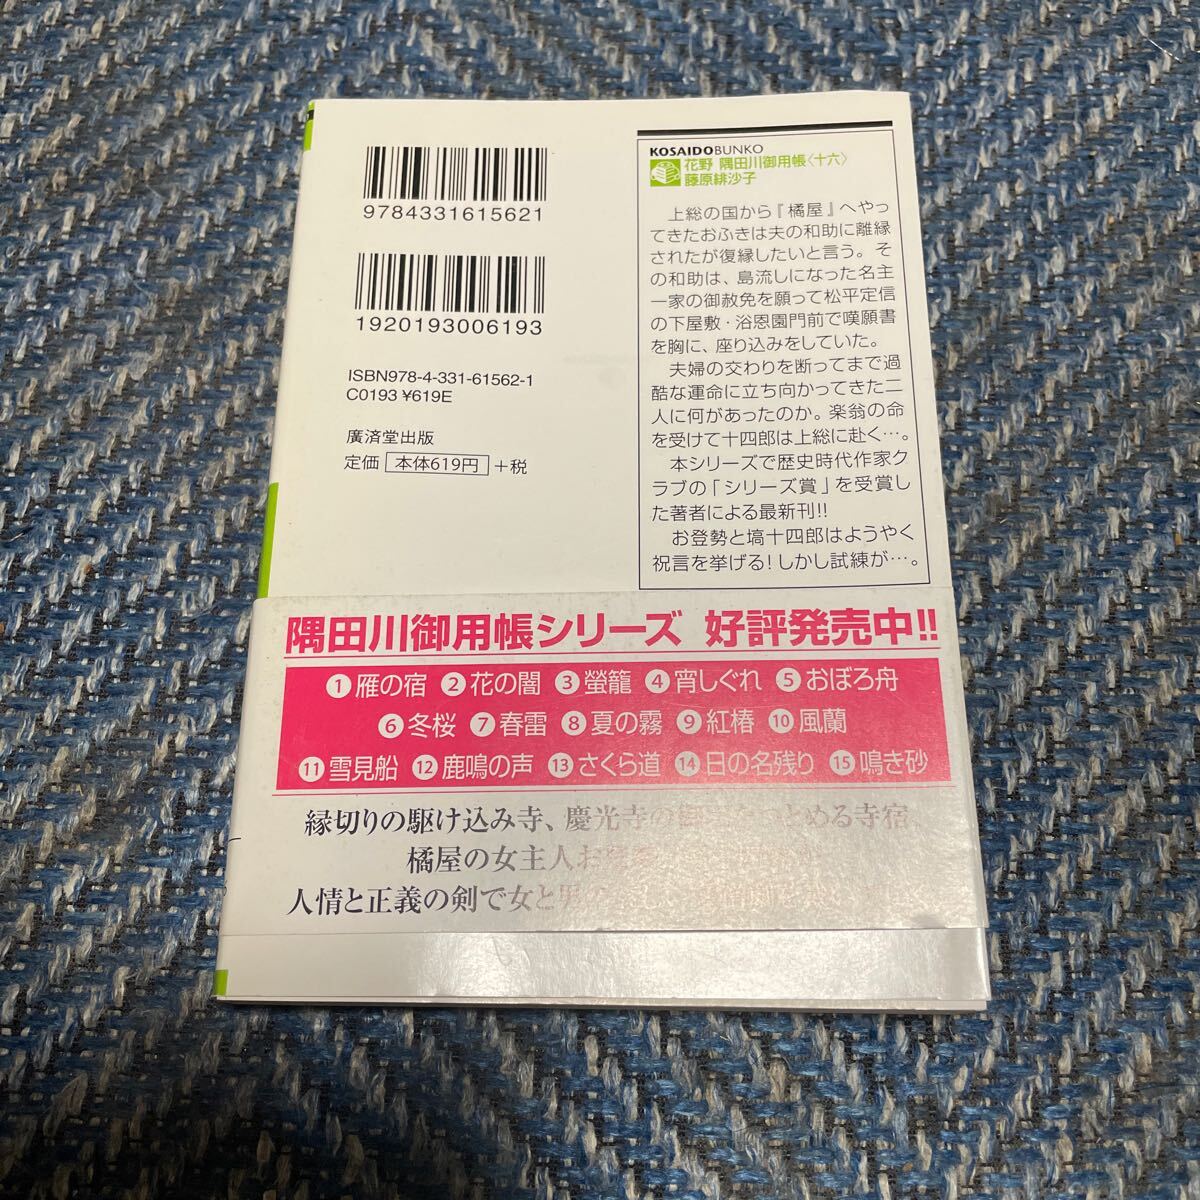 9784331615621
1920193006193
ISBN978-4-331-61562-1
C0193 ¥619E
廣済堂出版
定価 本体619円 +税
KOSAIDOBUNKO
花野 隅田川御用帳〈十六〉
藤原緋沙子
上総の国から『橘屋』へやっ
てきたおふきは夫の和助に離縁
されたが復縁したいと言う。そ
の和助は、島流しになった名主
一家の御赦免を願って松平定信
の下屋敷・浴恩園門前で嘆願書
を胸に、座り込みをしていた。
夫婦の交わりを断ってまで過
酷な運命に立ち向かってきた二
人に何があったのか。楽翁の命
を受けて十四郎は上総に赴く…。
本シリーズで歴史時代作家ク
ラブの「シリーズ賞」を受賞し
た著者による最新刊!!
お登勢と塙十四郎はようやく
祝言を挙げる!しかし試練が…。
隅田川御用帳シリーズ 好評発売中!!
1 雁の宿 2 花の闇 3 螢籠 4 宵しぐれ 5 おぼろ舟
6 冬桜 7 春雷 8 夏の霧 9 紅椿 10 風蘭
11 雪見船 12 鹿鳴の声 13 さくら道 14 日の名残り 15 鳴き砂
縁切りの駆け込み寺、慶光寺の御 とめる寺宿
橘屋の女主人お登勢
人情と正義の剣で女と男の